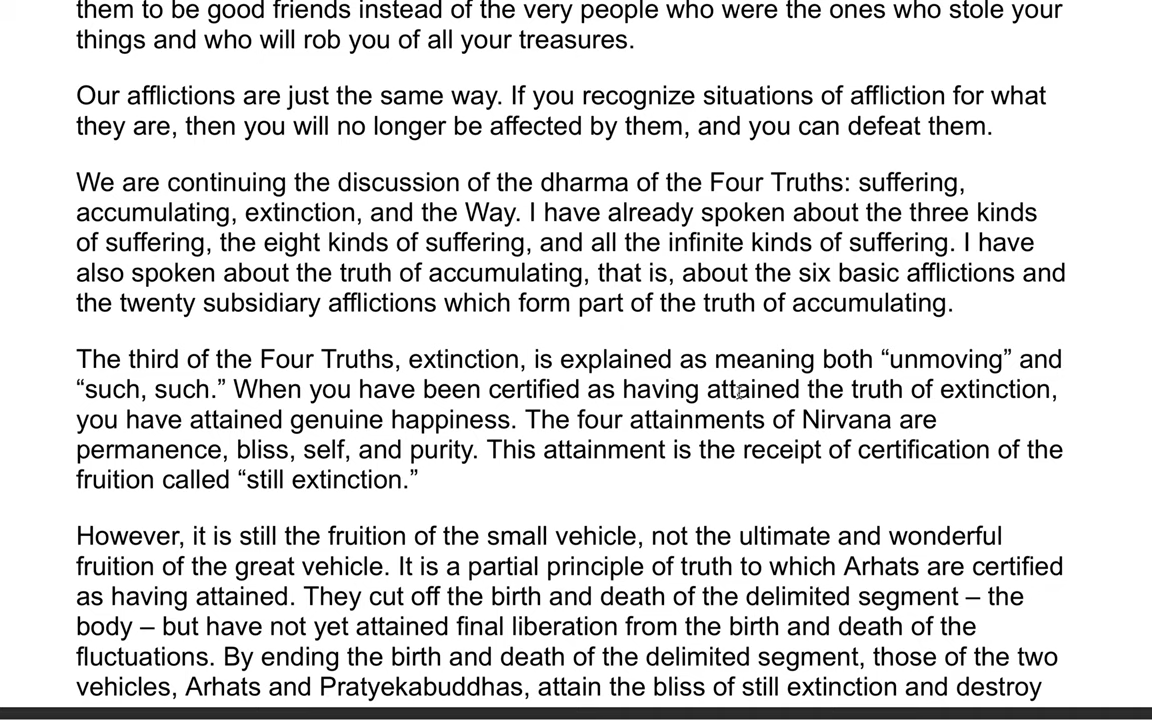 them to be good friends instead of the very people who were the ones who stole your
things and who will rob you of all your treasures.
Our afflictions are just the same way. If you recognize situations of affliction for what
they are, then you will no longer be affected by them, and you can defeat them.
We are continuing the discussion of the dharma of the Four Truths: suffering,
accumulating, extinction, and the Way. I have already spoken about the three kinds
of suffering, the eight kinds of suffering, and all the infinite kinds of suffering. I have
also spoken about the truth of accumulating, that is, about the six basic afflictions and
the twenty subsidiary afflictions which form part of the truth of accumulating.
The third of the Four Truths, extinction, is explained as meaning both “unmoving” and
“such, such.” When you have been certified as having attained the truth of extinction,
you have attained genuine happiness. The four attainments of Nirvana are
permanence, bliss, self, and purity. This attainment is the receipt of certification of the
fruition called “still extinction.”
However, it is still the fruition of the small vehicle, not the ultimate and wonderful
fruition of the great vehicle. It is a partial principle of truth to which Arhats are certified
as having attained. They cut off the birth and death of the delimited segment – the
body – but have not yet attained final liberation from the birth and death of the
fluctuations. By ending the birth and death of the delimited segment, those of the two
vehicles, Arhats and Pratyekabuddhas, attain the bliss of still extinction and destroy